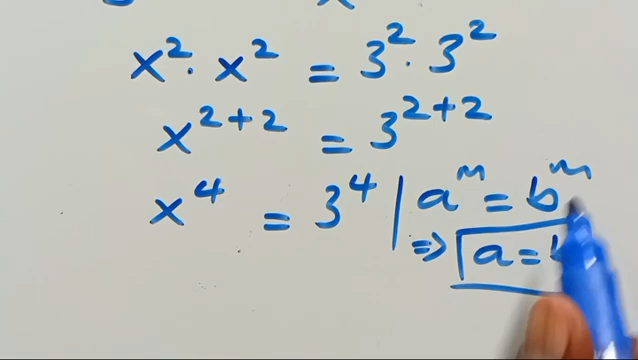 x² · x² = 3² · 3²
x²⁺² = 3²⁺²
x⁴ = 3⁴ | aᵐ = bᵐ
⇒ a =